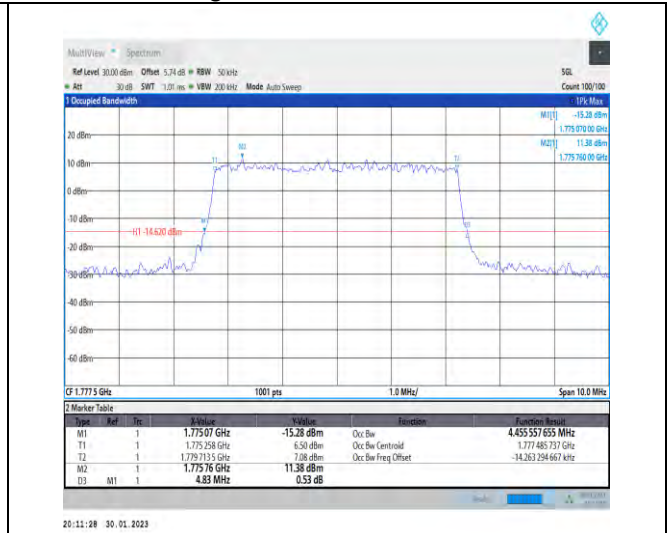 MultiView Spectrum
Ref Level 30.00 dBm Offset 5.74 dB RBW 50 kHz SGL
Att 30 dB SWT 1.01 ms VBW 200 kHz Mode Auto Sweep Count 100/100
1 Occupied Bandwidth 1Pk Max
M1[1] -15.28 dBm
1.775 070 00 GHz
M2[1] 11.38 dBm
1.775 760 00 GHz
20 dBm
M2
T1
10 dBm
0 dBm
-10 dBm
H1 -14.620 dBm
-20 dBm
-30 dBm
-40 dBm
-50 dBm
-60 dBm
CF 1.777 5 GHz 1001 pts 1.0 MHz/ Span 10.0 MHz
2 Marker Table
Type Ref Trc X-Value Y-Value Function Function Result
M1 1 1.775 07 GHz -15.28 dBm Occ Bw 4.455 557 655 MHz
T1 1 1.775 258 GHz 6.50 dBm Occ Bw Centroid 1.777 485 737 GHz
T2 1 1.779 713 5 GHz 7.08 dBm Occ Bw Freq Offset -14.263 294 667 kHz
M2 1 1.775 76 GHz 11.38 dBm
D3 M1 1 4.83 MHz 0.53 dB
20:11:28 30.01.2023